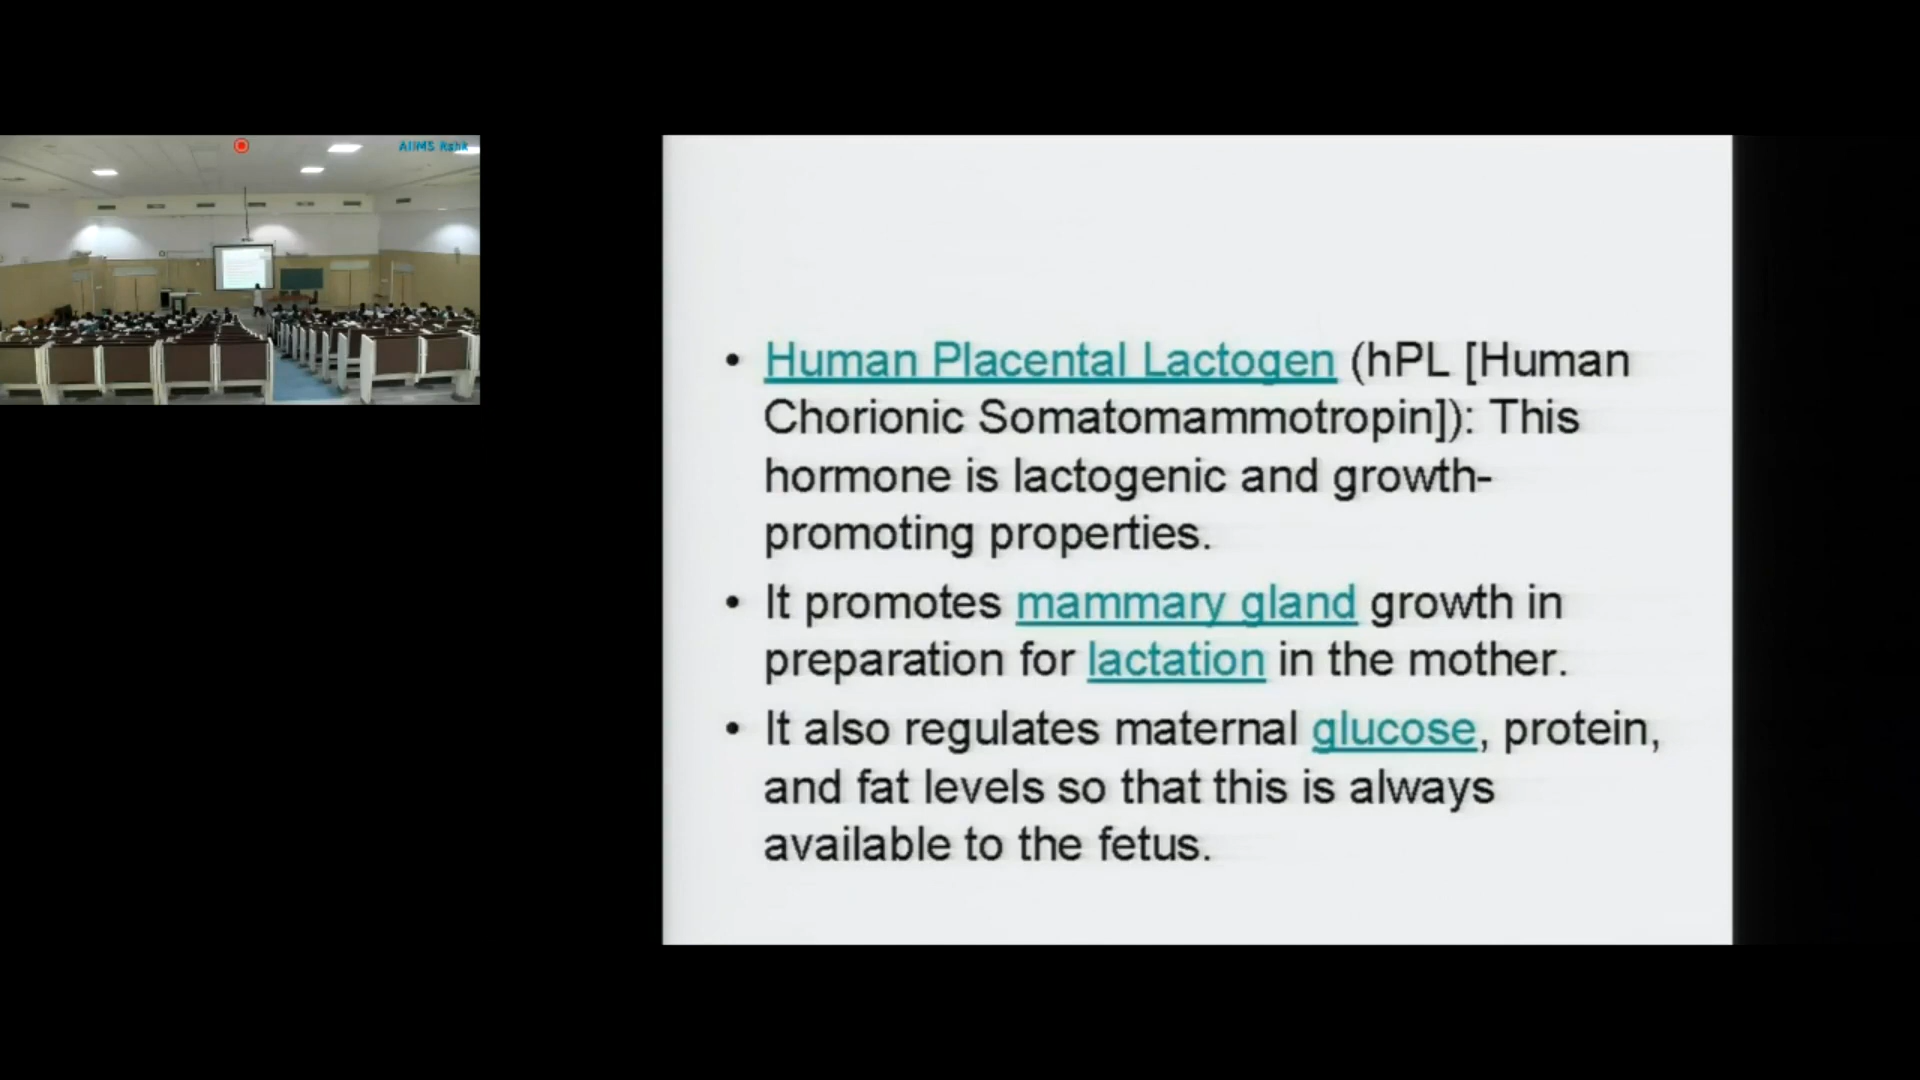 AIIMS Rshk
• Human Placental Lactogen (hPL [Human
Chorionic Somatomammotropin]): This
hormone is lactogenic and growth-
promoting properties.
• It promotes mammary gland growth in
preparation for lactation in the mother.
• It also regulates maternal glucose, protein,
and fat levels so that this is always
available to the fetus.